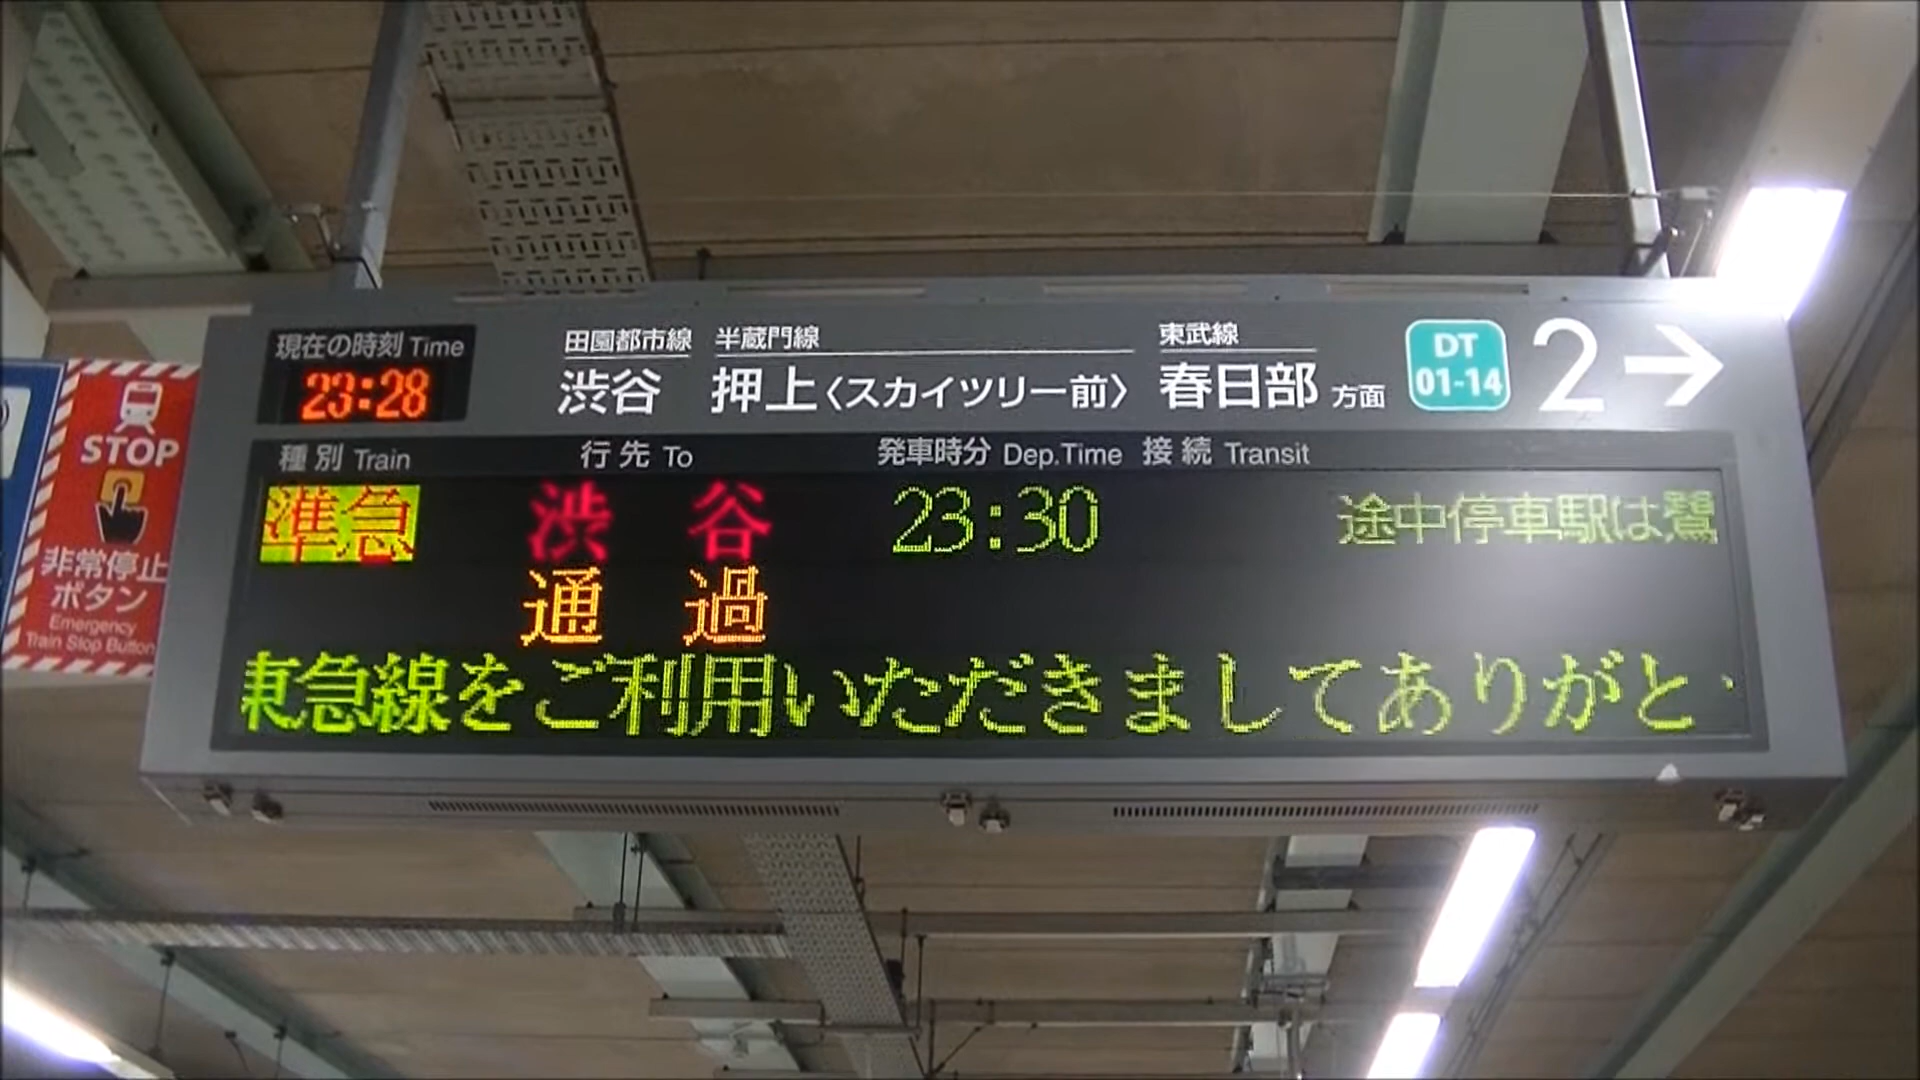 現在の時刻 Time
23:28
田園都市線 半蔵門線 東武線
渋谷 押上〈スカイツリー前〉 春日部 方面
DT
01-14
2→
種別 Train 行先 To 発車時分 Dep.Time 接続 Transit
準急 渋谷 23:30 途中停車駅は,鷺
通過
東急線をご利用いただきましてありがと
STOP
非常停止
ボタン
Emergency
Train Stop Button